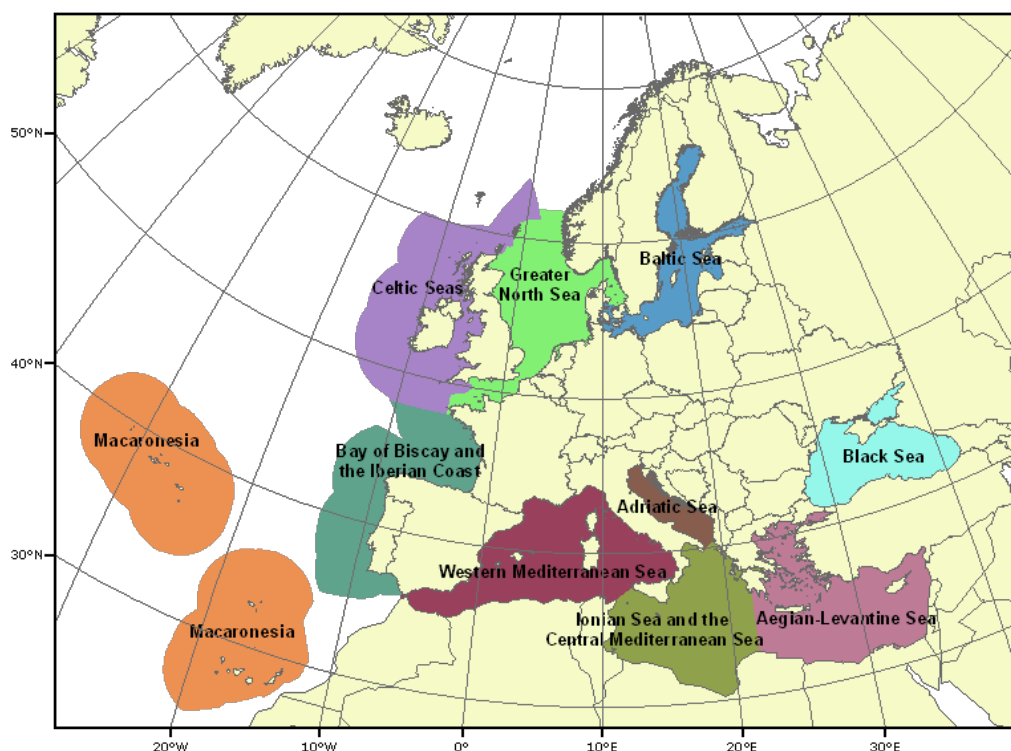 50°N
40°N
30°N
Baltic Sea
Greater
North Sea
Celtic Seas
Macaronesia
Bay of Biscay and
the Iberian Coast
Black Sea
Adriatic Sea
Western Mediterranean Sea
Macaronesia
Ionian Sea and the
Central Mediterranean Sea
Aegian-Levantine Sea
20°W
10°W
0°
10°E
20°E
30°E